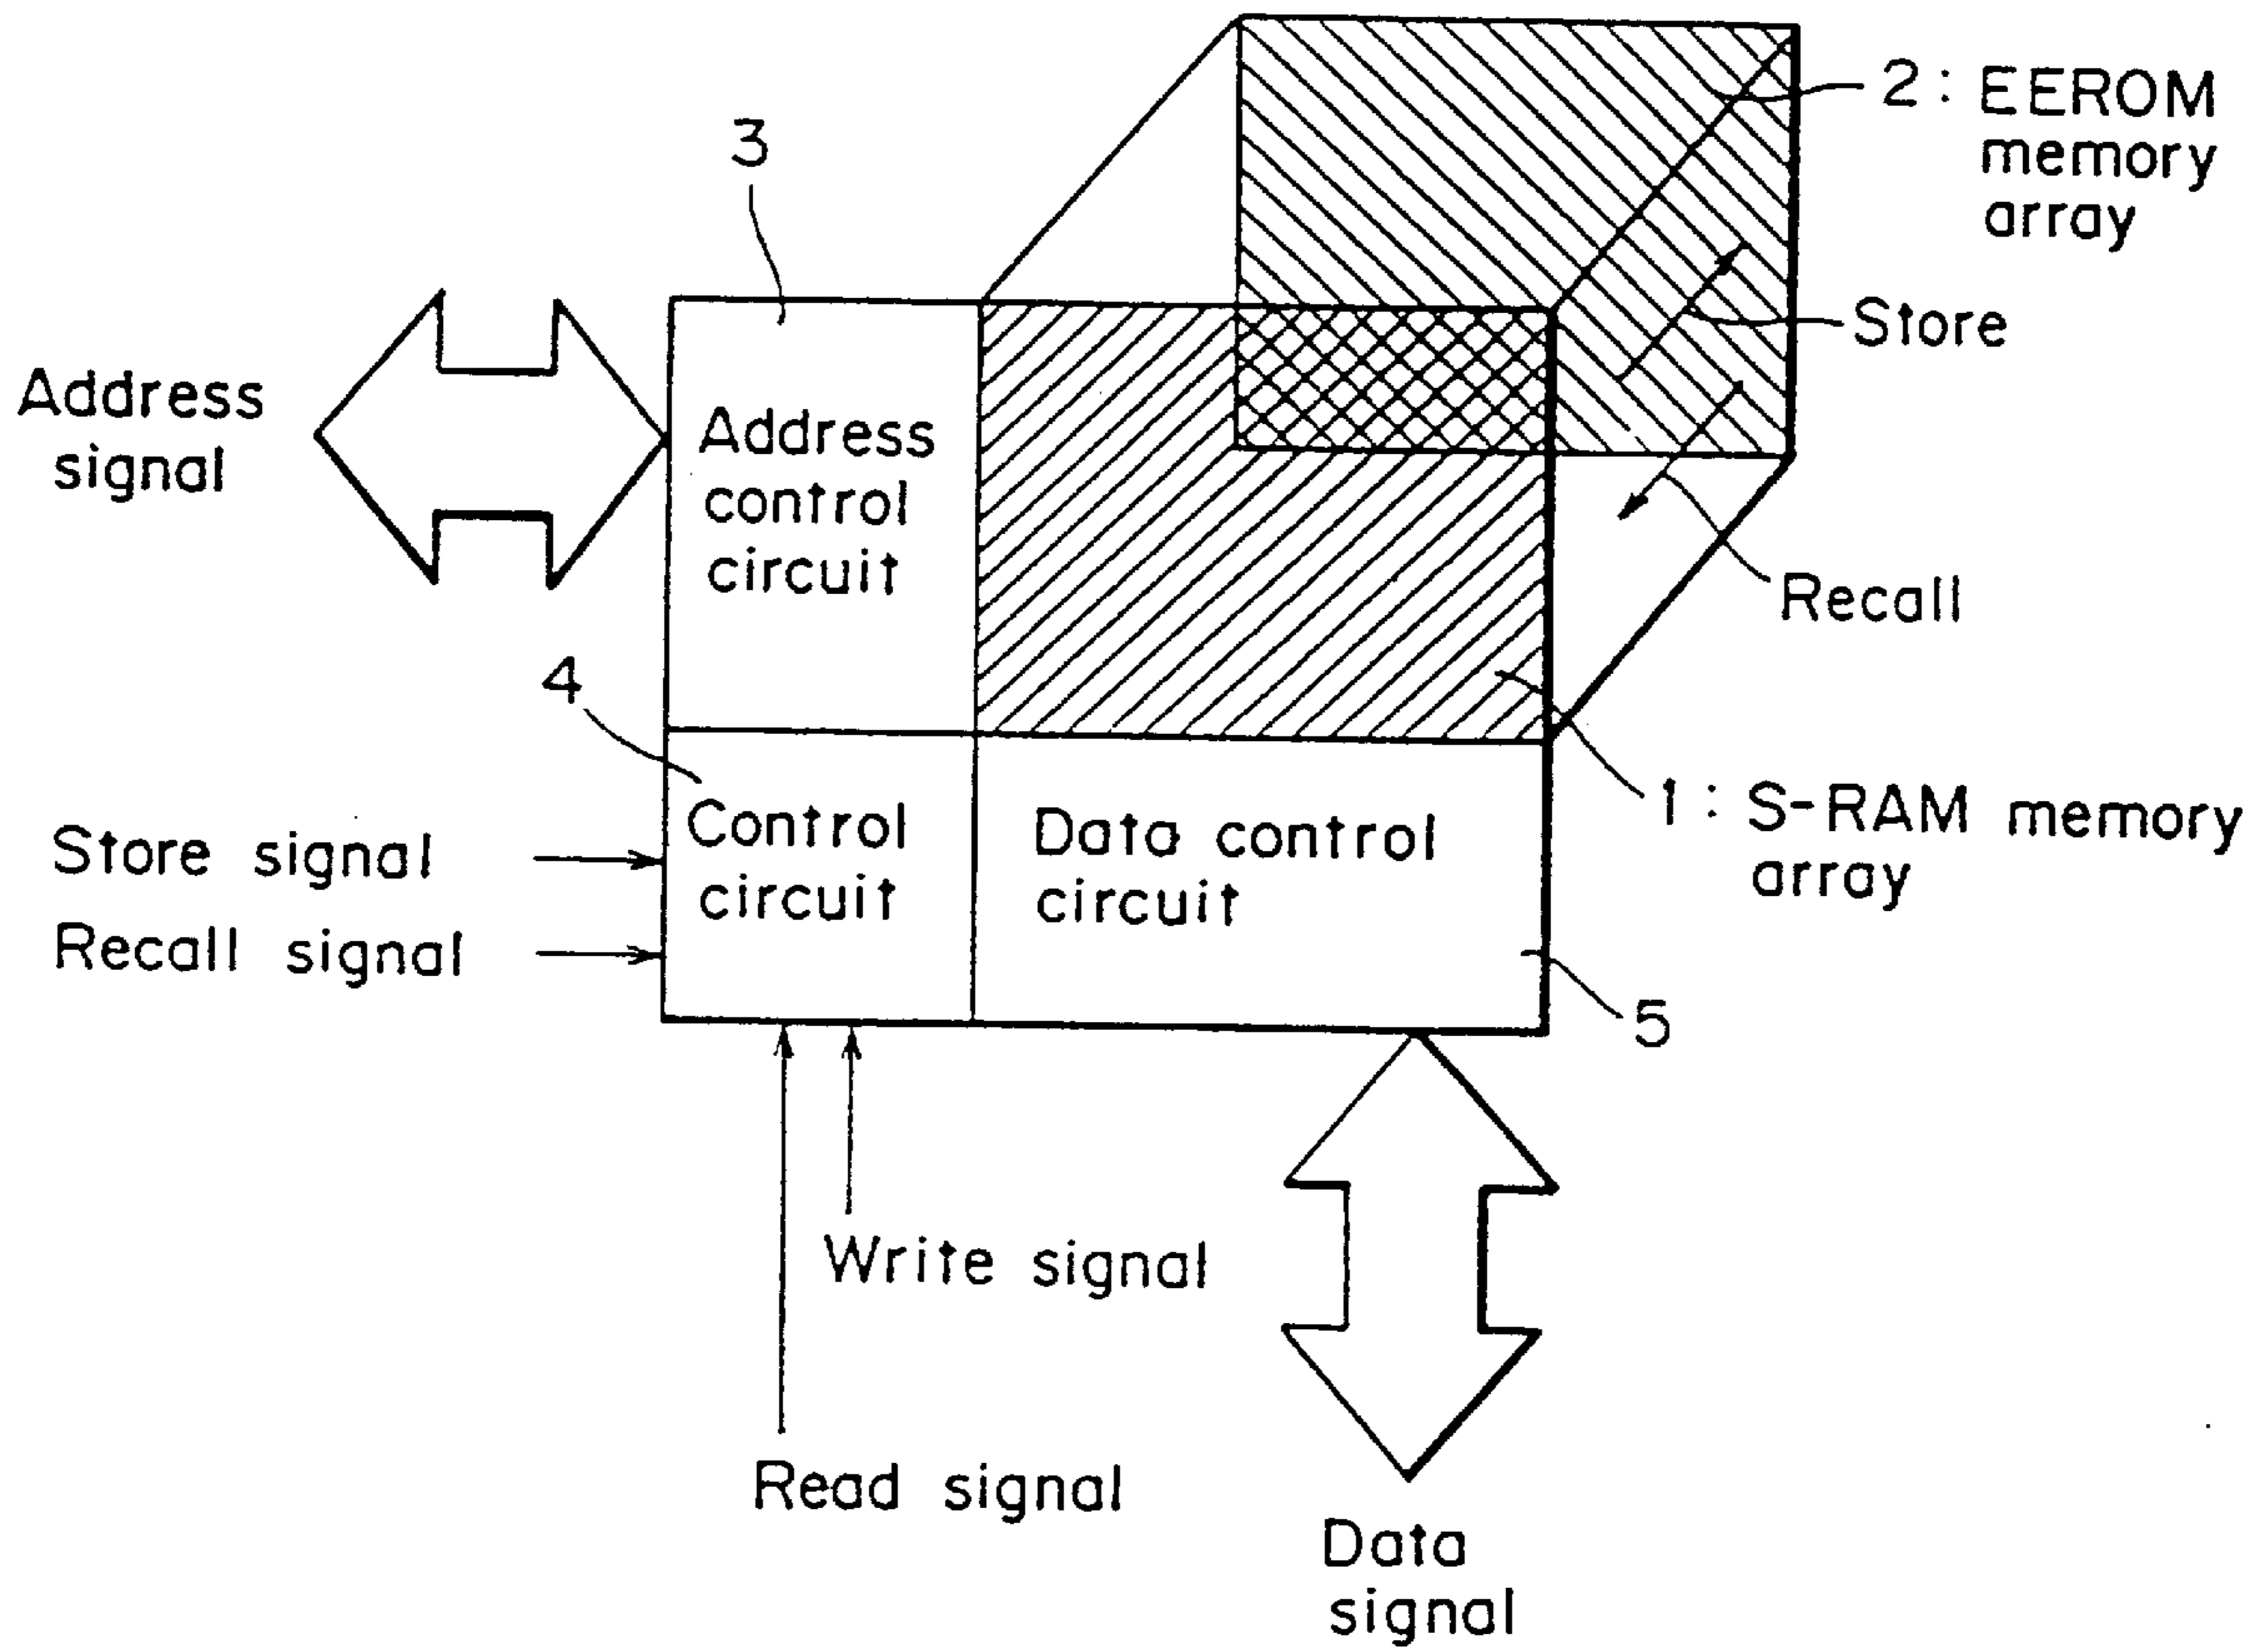 2: EEROM
memory
array
3
Store
Address
signal
Address
control
circuit
Recall
4
1: S-RAM memory
array
Control
circuit
Data control
circuit
Store signal
Recall signal
5
Write signal
Read signal
Data
signal